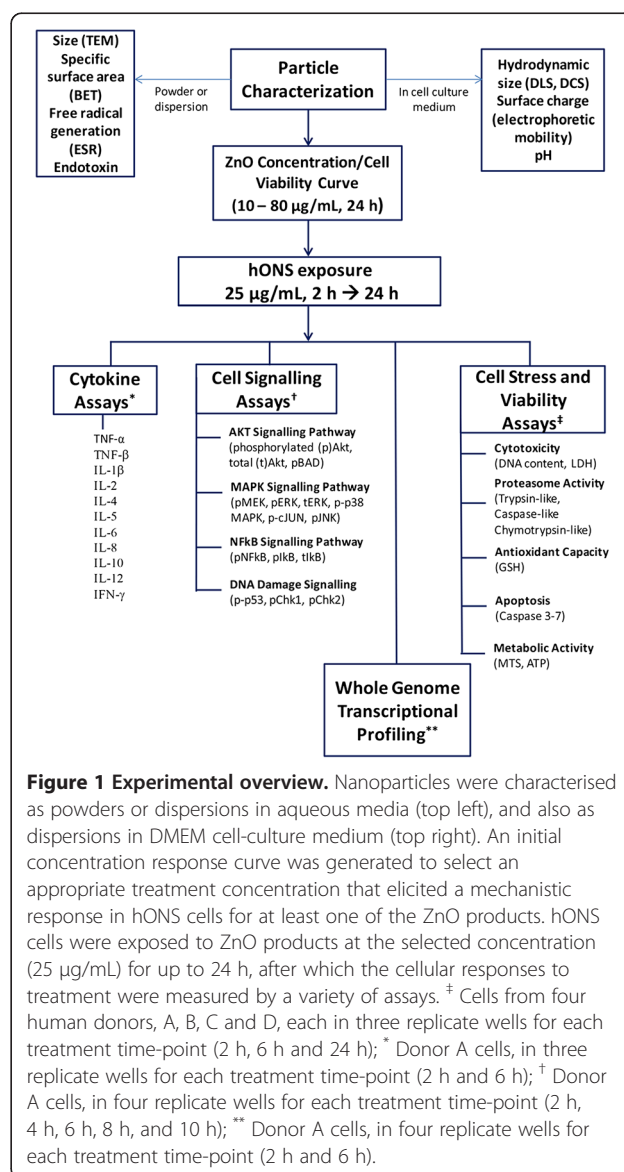 Size (TEM)
Specific
surface area
(BET)
Free radical
generation
(ESR)
Endotoxin
Powder or
dispersion
Particle
Characterization
In cell culture
medium
Hydrodynamic
size (DLS, DCS)
Surface charge
(electrophoretic
mobility)
pH
ZnO Concentration/Cell
Viability Curve
(10 – 80 µg/mL, 24 h)
hONS exposure
25 µg/mL, 2 h → 24 h
Cytokine
Assays*
TNF-α
TNF-β
IL-1β
IL-2
IL-4
IL-5
IL-6
IL-8
IL-10
IL-12
IFN-γ
Cell Signalling
Assays†
AKT Signalling Pathway
(phosphorylated (p)Akt,
total (t)Akt, pBAD)
MAPK Signalling Pathway
(pMEK, pERK, tERK, p-p38
MAPK, p-cJUN, pJNK)
NFkB Signalling Pathway
(pNFkB, pIkB, tIkB)
DNA Damage Signalling
(p-p53, pChk1, pChk2)
Whole Genome
Transcriptional
Profiling**
Cell Stress and
Viability
Assays‡
Cytotoxicity
(DNA content, LDH)
Proteasome Activity
(Trypsin-like,
Caspase-like
Chymotrypsin-like)
Antioxidant Capacity
(GSH)
Apoptosis
(Caspase 3-7)
Metabolic Activity
(MTS, ATP)
Figure 1 Experimental overview. Nanoparticles were characterised
as powders or dispersions in aqueous media (top left), and also as
dispersions in DMEM cell-culture medium (top right). An initial
concentration response curve was generated to select an
appropriate treatment concentration that elicited a mechanistic
response in hONS cells for at least one of the ZnO products. hONS
cells were exposed to ZnO products at the selected concentration
(25 µg/mL) for up to 24 h, after which the cellular responses to
treatment were measured by a variety of assays. ‡ Cells from four
human donors, A, B, C and D, each in three replicate wells for each
treatment time-point (2 h, 6 h and 24 h); * Donor A cells, in three
replicate wells for each treatment time-point (2 h and 6 h); † Donor
A cells, in four replicate wells for each treatment time-point (2 h,
4 h, 6 h, 8 h, and 10 h); ** Donor A cells, in four replicate wells for
each treatment time-point (2 h and 6 h).